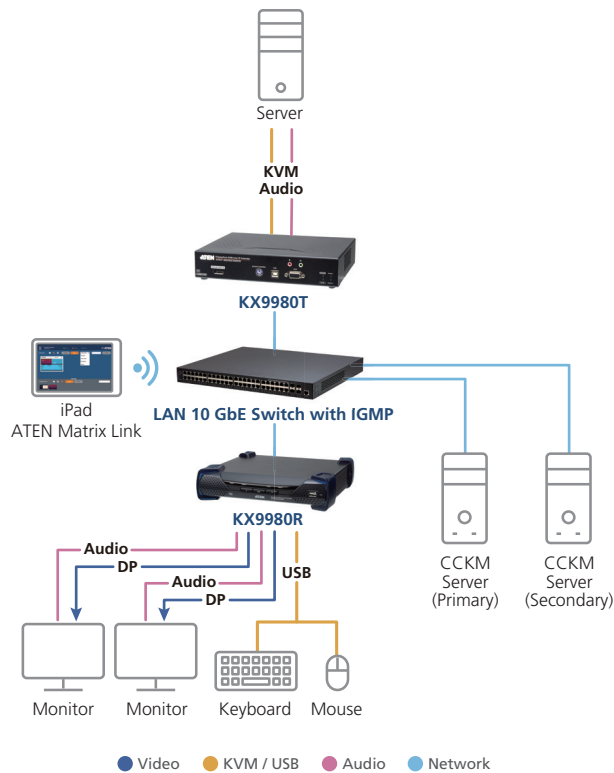 Server
KVM
Audio
ATEN
KX9980T
iPad
ATEN Matrix Link
LAN 10 GbE Switch with IGMP
KX9980R
Audio
DP
Audio
DP
USB
CCKM
Server
(Primary)
CCKM
Server
(Secondary)
Monitor
Monitor
Keyboard
Mouse
Video
KVM / USB
Audio
Network